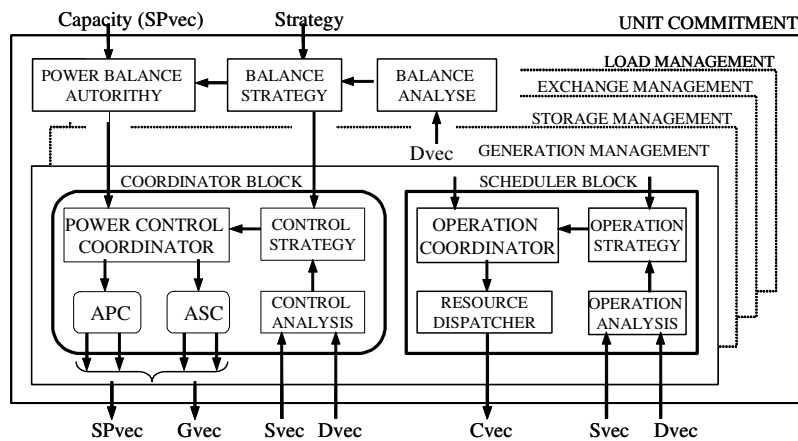 Capacity (SPvec)
Strategy
UNIT COMMITMENT
POWER BALANCE
AUTORITHY
BALANCE
STRATEGY
BALANCE
ANALYSE
LOAD MANAGEMENT
EXCHANGE MANAGEMENT
STORAGE MANAGEMENT
Dvec
GENERATION MANAGEMENT
COORDINATOR BLOCK
SCHEDULER BLOCK
POWER CONTROL
COORDINATOR
CONTROL
STRATEGY
OPERATION
COORDINATOR
OPERATION
STRATEGY
APC
ASC
CONTROL
ANALYSIS
RESOURCE
DISPATCHER
OPERATION
ANALYSIS
SPvec
Gvec
Svec
Dvec
Cvec
Svec
Dvec